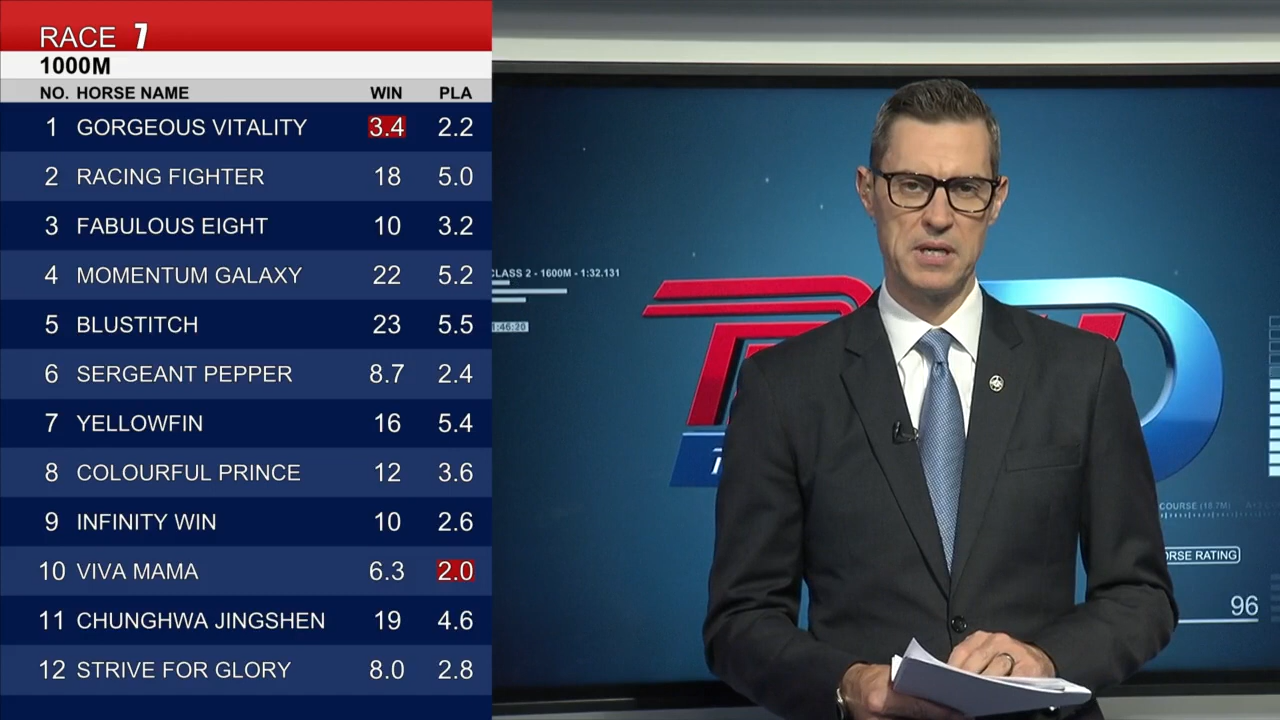 RACE 7
1000M
NO. HORSE NAME WIN PLA
1 GORGEOUS VITALITY 3.4 2.2
2 RACING FIGHTER 18 5.0
3 FABULOUS EIGHT 10 3.2
4 MOMENTUM GALAXY 22 5.2
5 BLUSTITCH 23 5.5
6 SERGEANT PEPPER 8.7 2.4
7 YELLOWFIN 16 5.4
8 COLOURFUL PRINCE 12 3.6
9 INFINITY WIN 10 2.6
10 VIVA MAMA 6.3 2.0
11 CHUNGHWA JINGSHEN 19 4.6
12 STRIVE FOR GLORY 8.0 2.8
CLASS 2 - 1600M - 1:32.131
1:46:20
COURSE (18.7M)
ORSE RATING
96